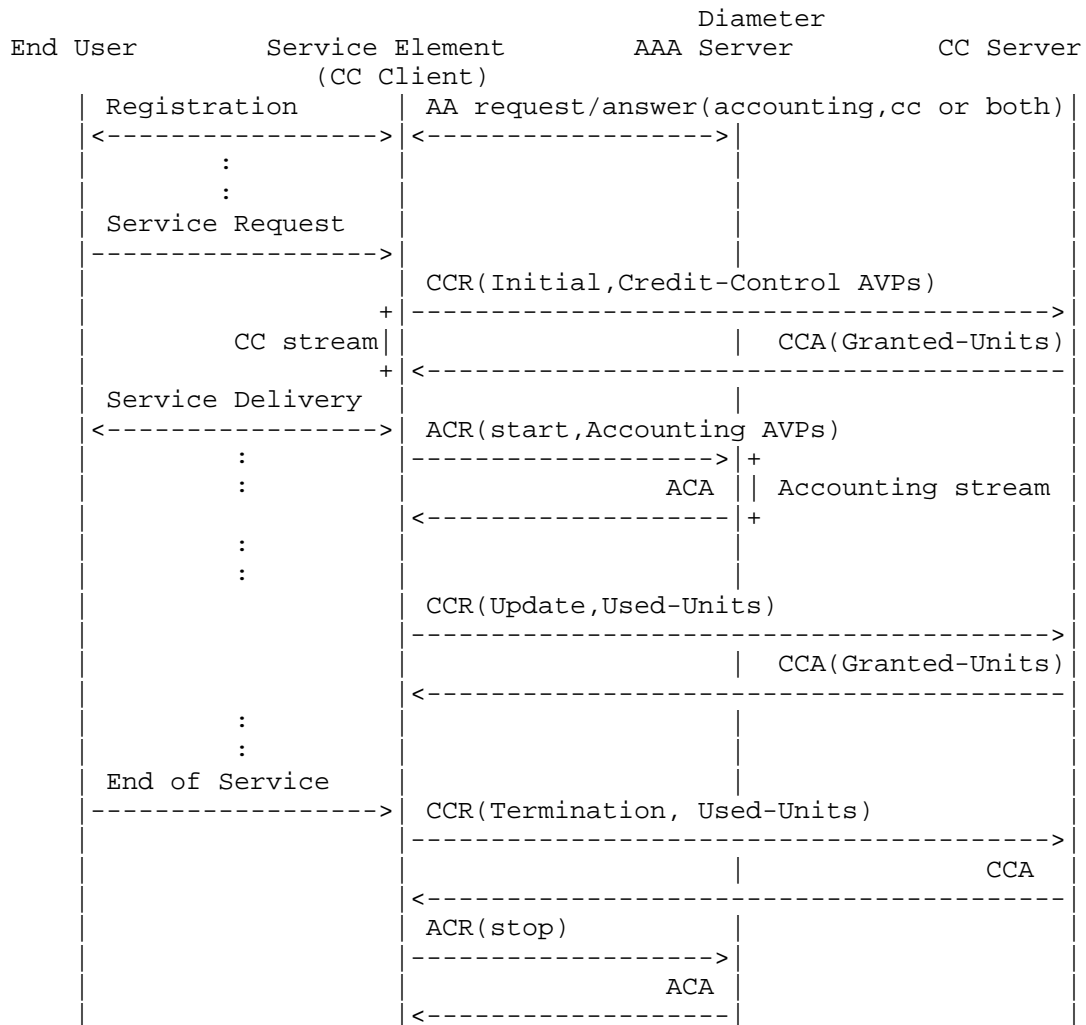 Diameter
End User Service Element AAA Server CC Server
(CC Client)
Registration AA request/answer(accounting,cc or both)
Service Request
CCR(Initial,Credit-Control AVPs)
CC stream CCA(Granted-Units)
Service Delivery
ACR(start,Accounting AVPs)
ACA Accounting stream
CCR(Update,Used-Units)
CCA(Granted-Units)
End of Service
CCR(Termination, Used-Units)
CCA
ACR(stop)
ACA